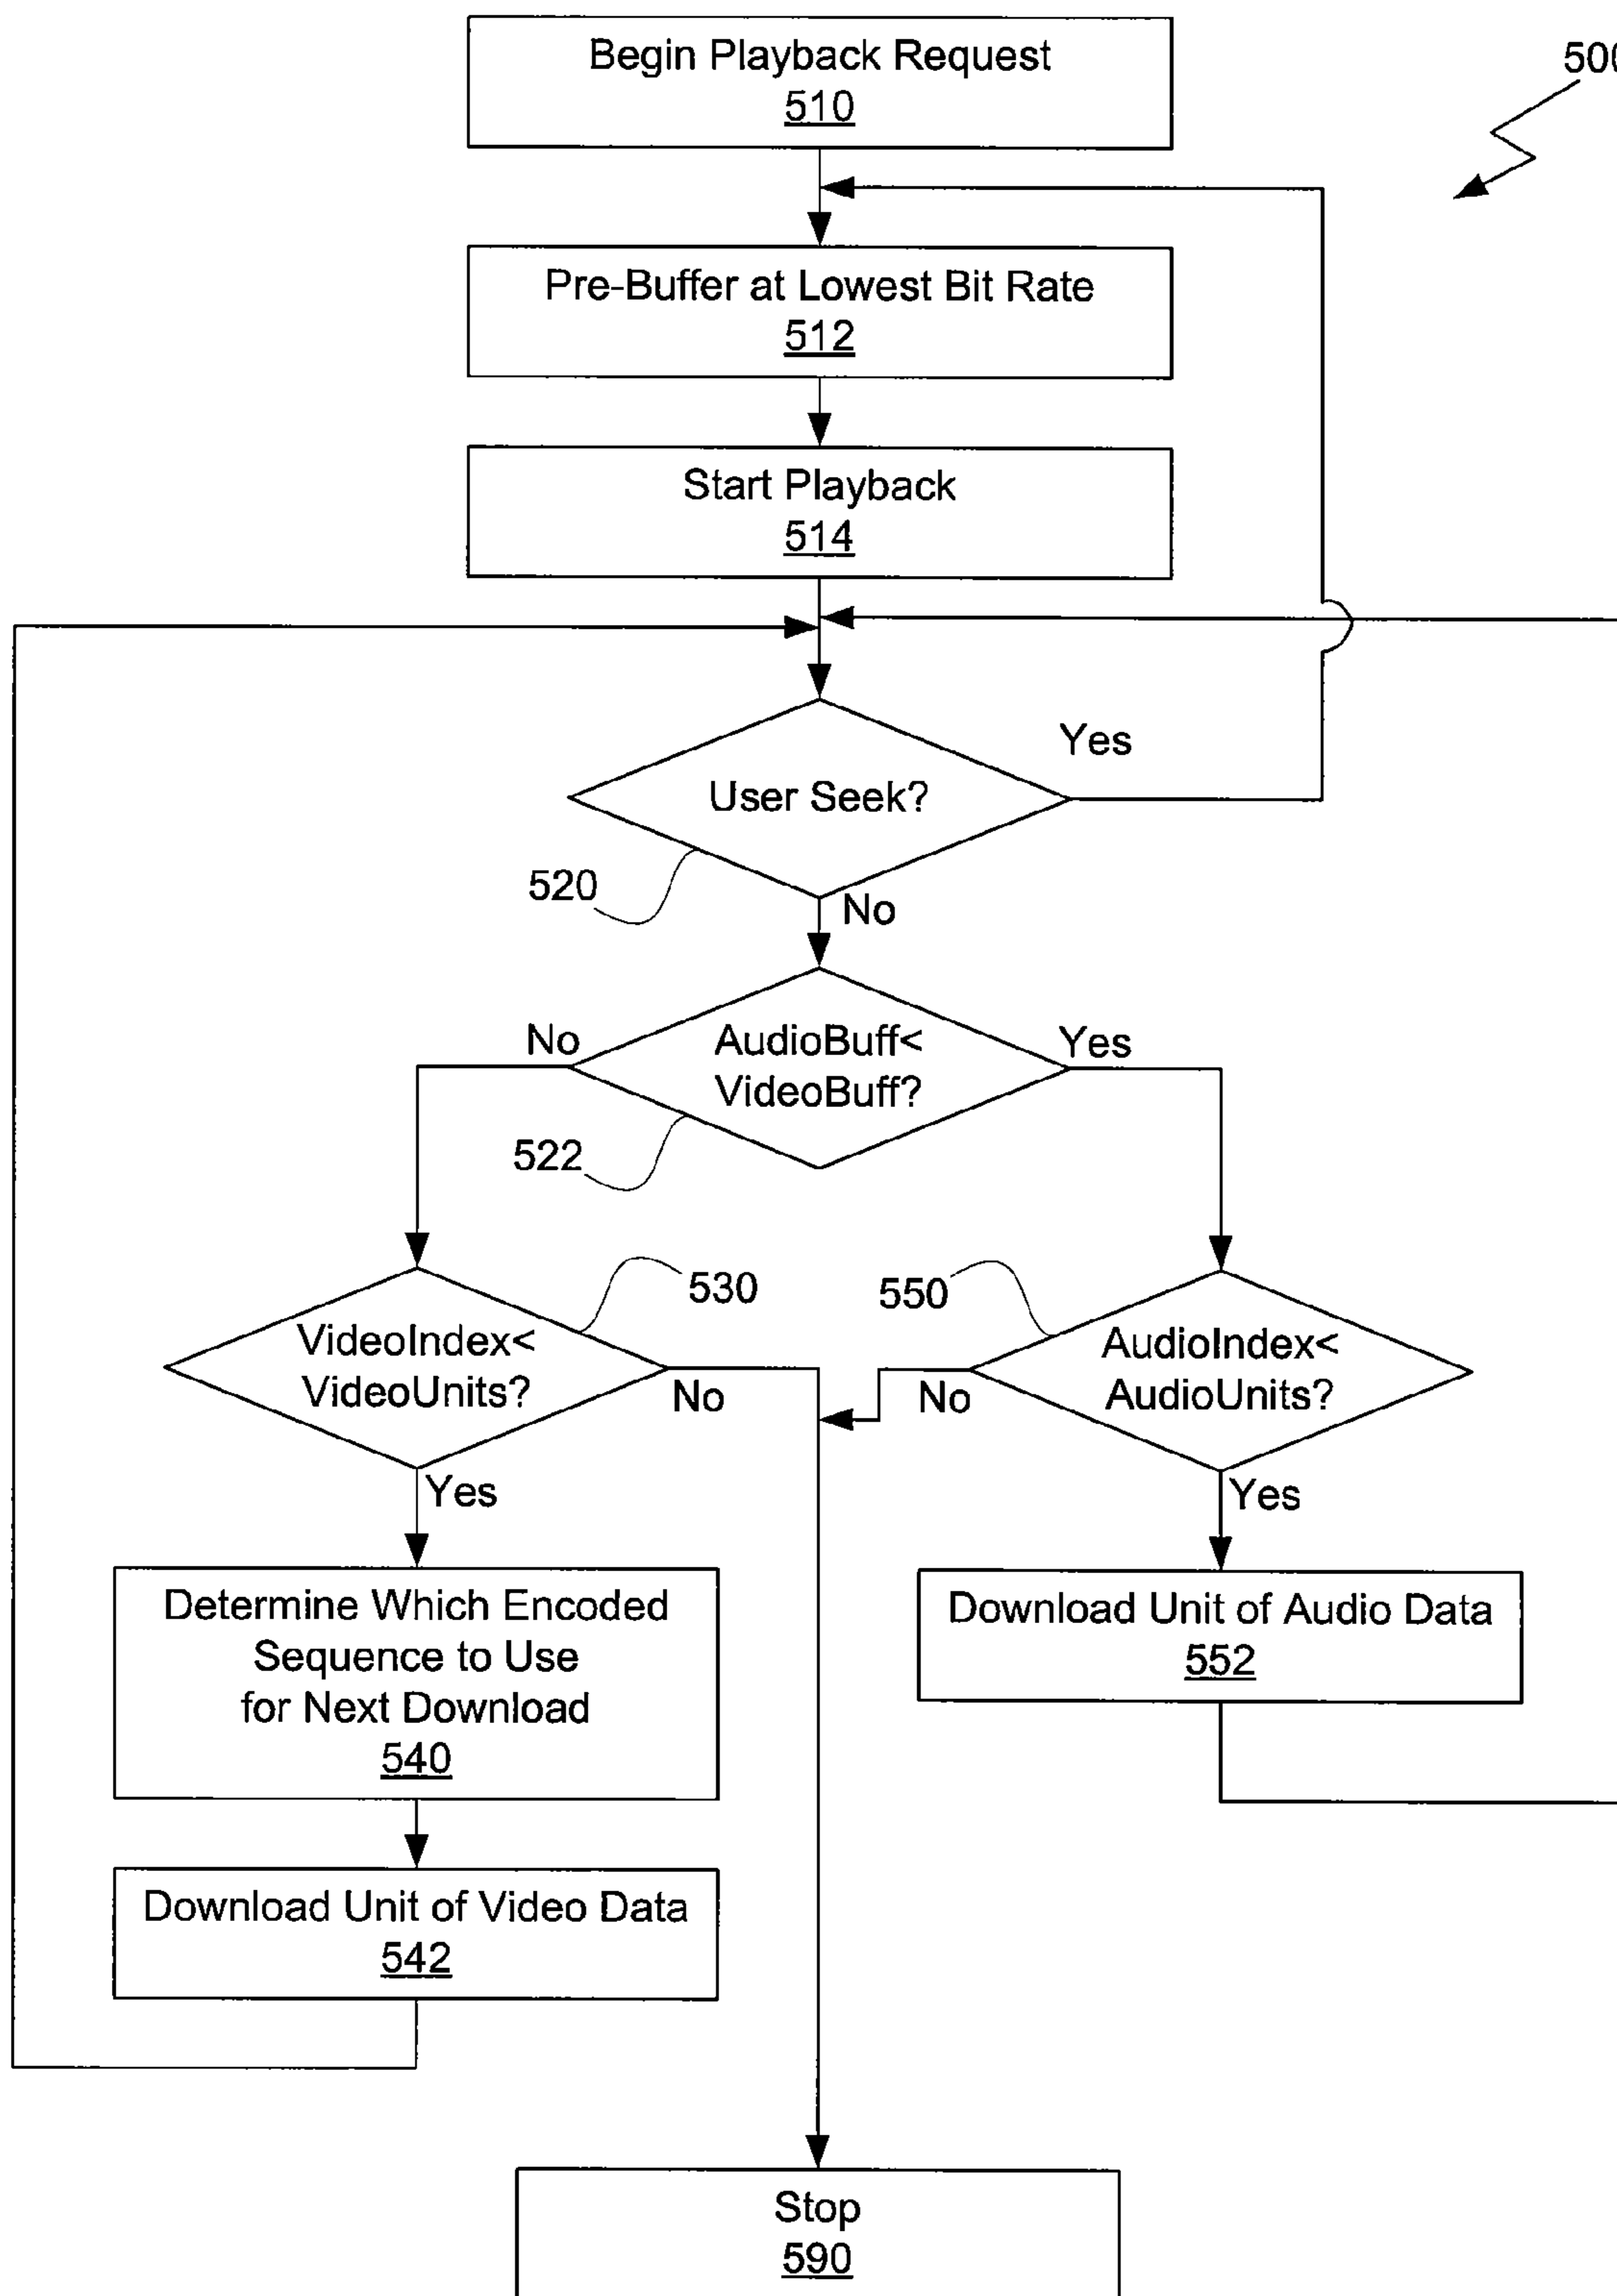 Begin Playback Request
510
500
Pre-Buffer at Lowest Bit Rate
512
Start Playback
514
User Seek?
Yes
520
No
AudioBuff<
VideoBuff?
No
Yes
522
530
550
VideoIndex<
VideoUnits?
No
Yes
AudioIndex<
AudioUnits?
No
Yes
Determine Which Encoded
Sequence to Use
for Next Download
540
Download Unit of Audio Data
552
Download Unit of Video Data
542
Stop
590